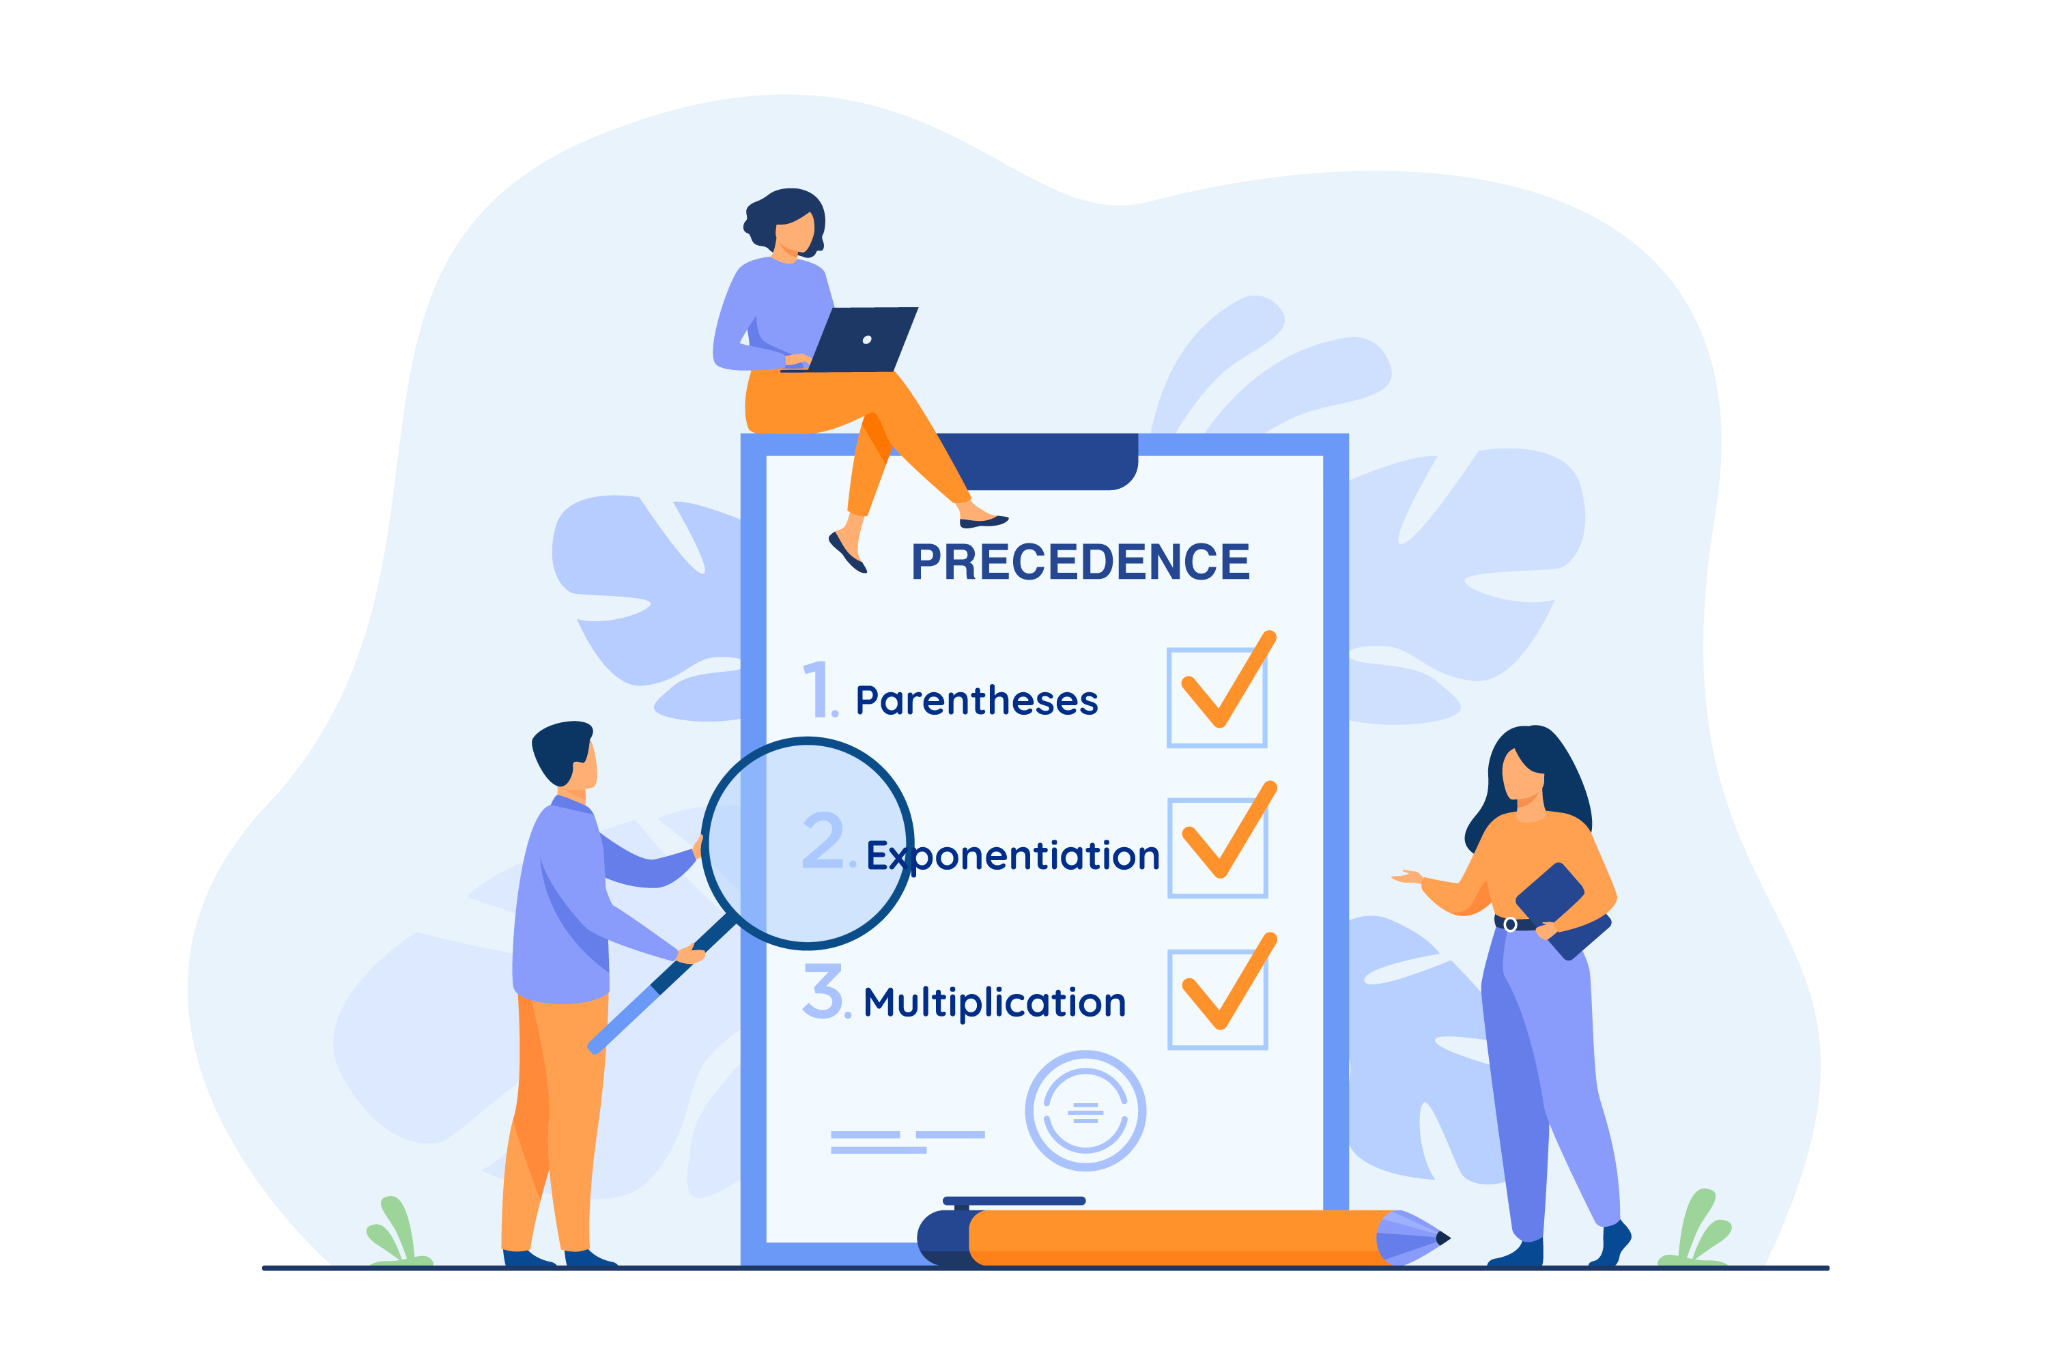 PRECEDENCE
1. Parentheses
2. Exponentiation
3. Multiplication